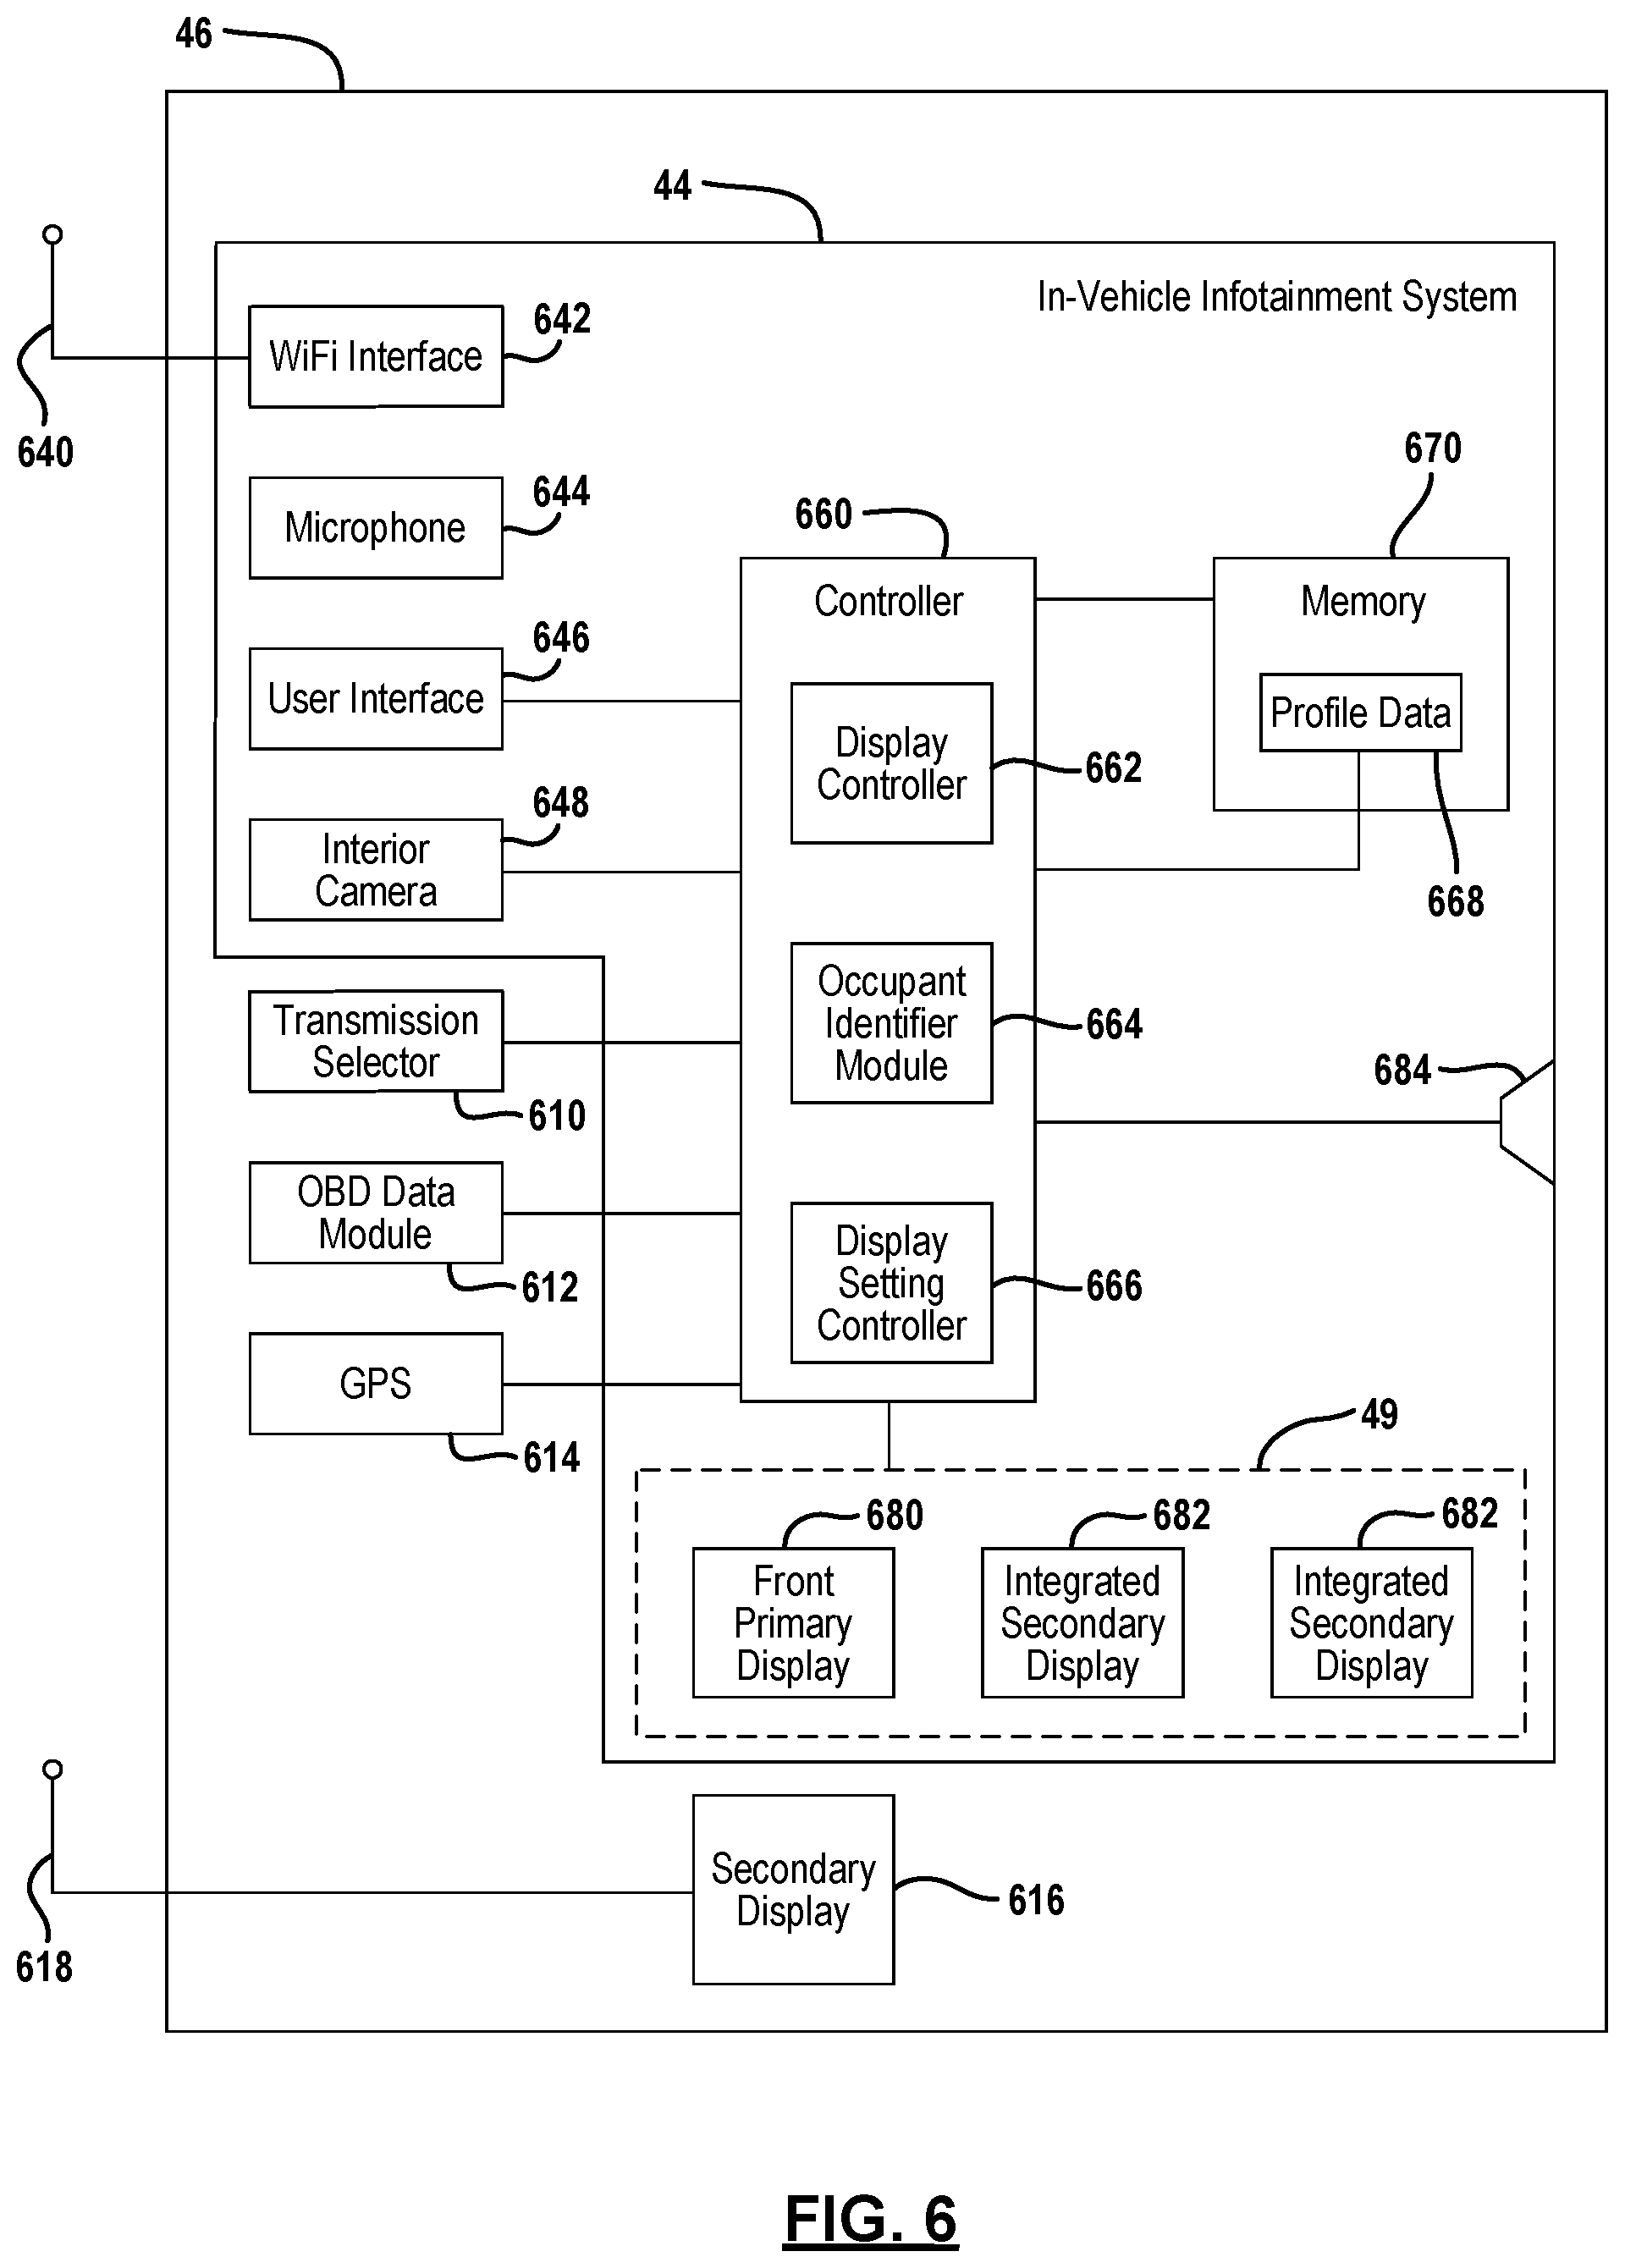 46
44
In-Vehicle Infotainment System
WiFi Interface
642
640
Microphone
644
660
670
Controller
Memory
User Interface
646
Profile Data
Display
Controller
662
668
Interior
Camera
648
Occupant
Identifier
Module
664
Transmission
Selector
610
684
OBD Data
Module
612
Display
Setting
Controller
666
GPS
614
49
680
682
682
Front
Primary
Display
Integrated
Secondary
Display
Integrated
Secondary
Display
Secondary
Display
616
618
FIG. 6